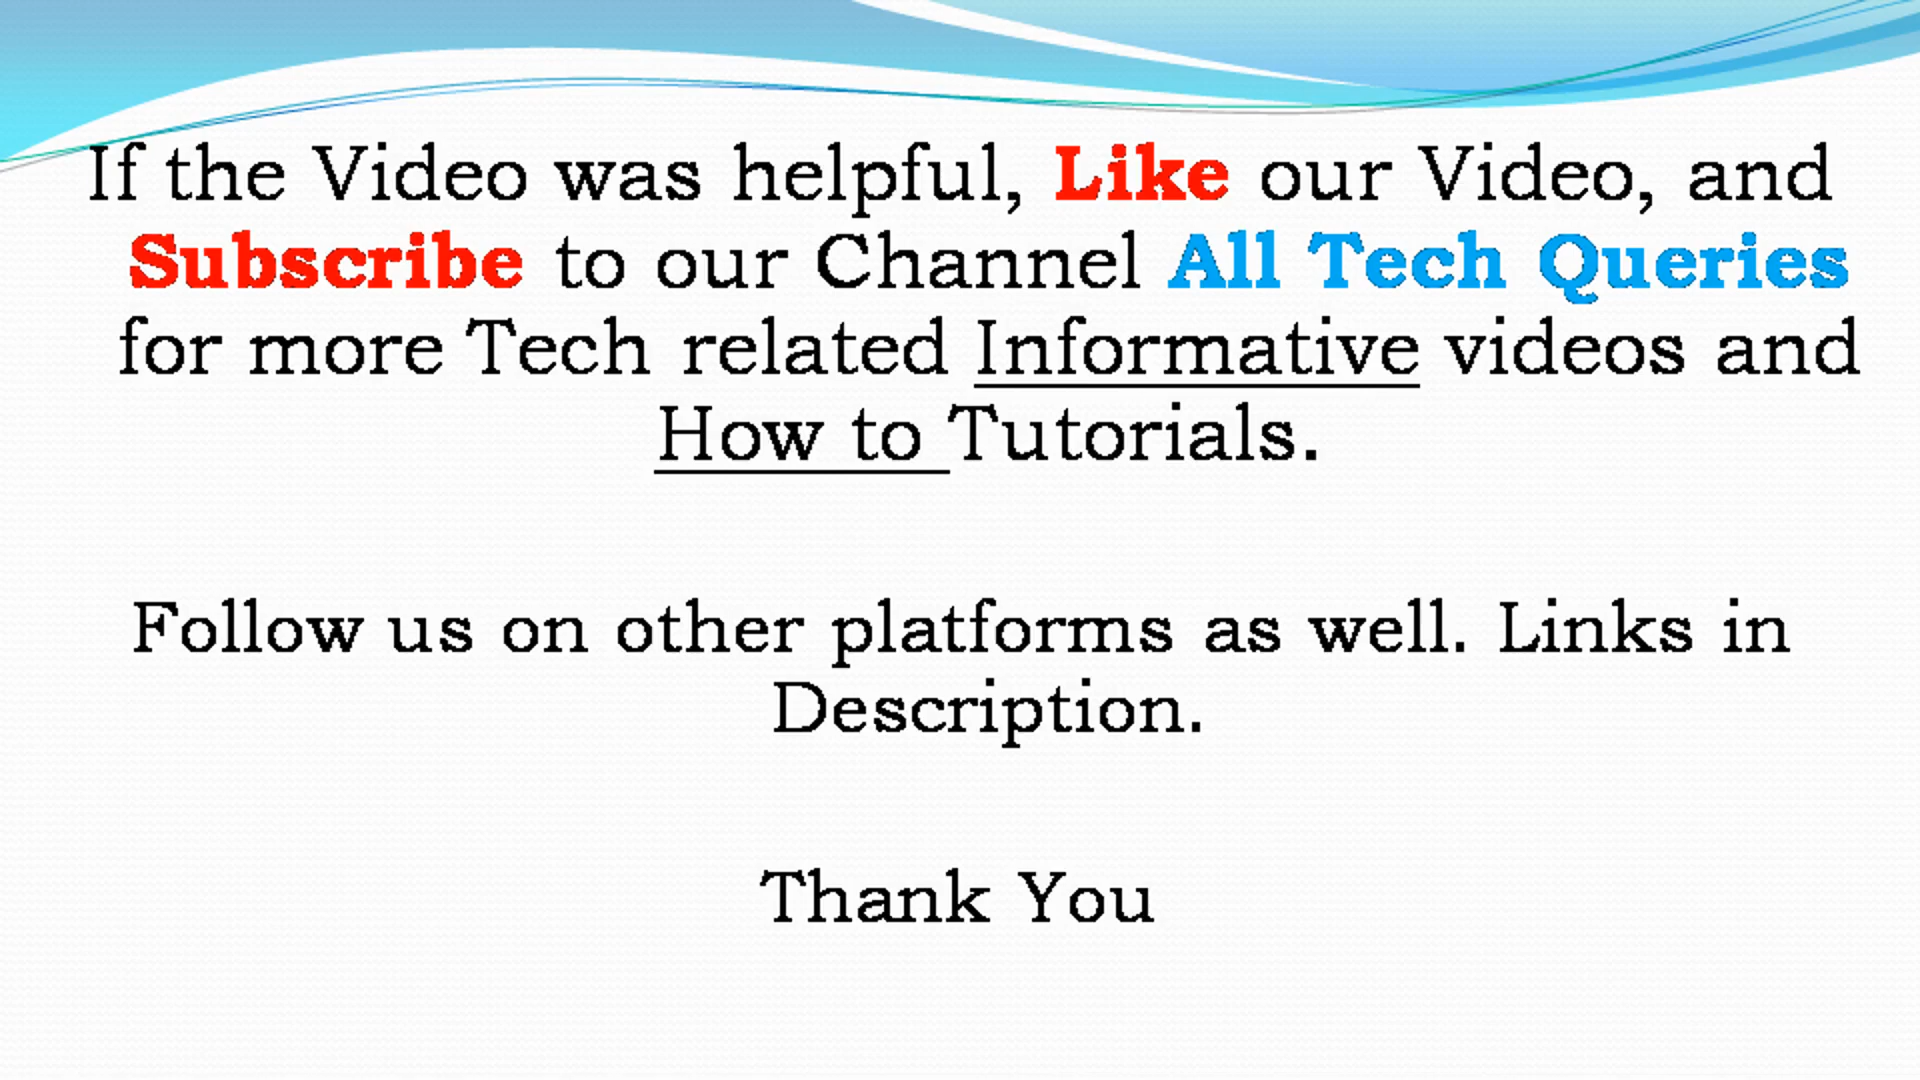 If the Video was helpful, Like our Video, and
Subscribe to our Channel All Tech Queries
for more Tech related Informative videos and
How to Tutorials.
Follow us on other platforms as well. Links in
Description.
Thank You